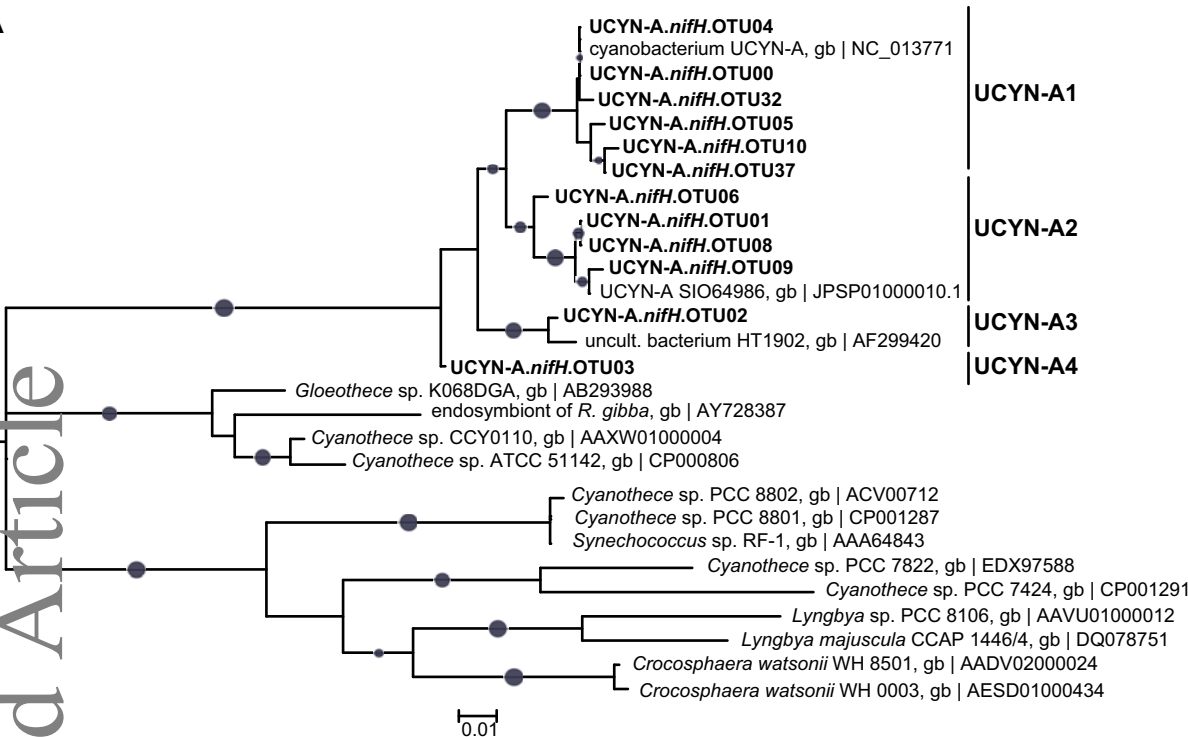 UCYN-A.nifH.OTU04
cyanobacterium UCYN-A, gb | NC_013771
UCYN-A.nifH.OTU00
UCYN-A.nifH.OTU32
UCYN-A1
UCYN-A.nifH.OTU05
UCYN-A.nifH.OTU10
UCYN-A.nifH.OTU37
UCYN-A.nifH.OTU06
UCYN-A.nifH.OTU01
UCYN-A2
UCYN-A.nifH.OTU08
UCYN-A.nifH.OTU09
UCYN-A SIO64986, gb | JPSP01000010.1
UCYN-A.nifH.OTU02
UCYN-A3
uncult. bacterium HT1902, gb | AF299420
UCYN-A.nifH.OTU03
UCYN-A4
Gloeothece sp. K068DGA, gb | AB293988
endosymbiont of R. gibba, gb | AY728387
Cyanothece sp. CCY0110, gb | AAXW01000004
Cyanothece sp. ATCC 51142, gb | CP000806
Cyanothece sp. PCC 8802, gb | ACV00712
Cyanothece sp. PCC 8801, gb | CP001287
Synechococcus sp. RF-1, gb | AAA64843
Cyanothece sp. PCC 7822, gb | EDX97588
Cyanothece sp. PCC 7424, gb | CP001291
Lyngbya sp. PCC 8106, gb | AAVU01000012
Lyngbya majuscula CCAP 1446/4, gb | DQ078751
Crocosphaera watsonii WH 8501, gb | AADV02000024
Crocosphaera watsonii WH 0003, gb | AESD01000434
0.01
d Article